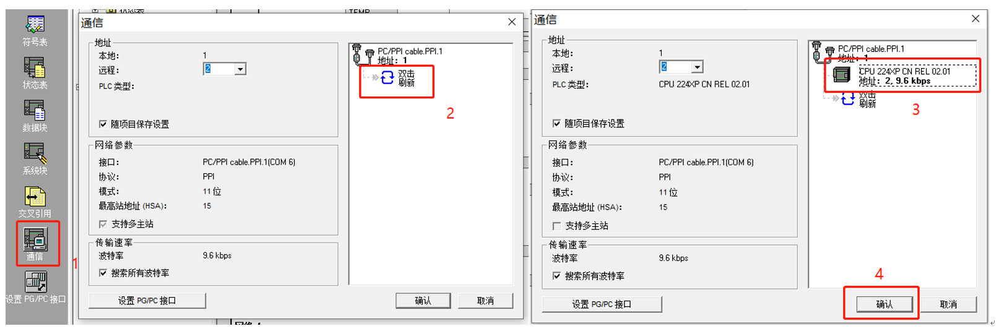 符号表
状态表
数据块
系统块
交叉引用
通信
设置 PG/PC 接口
1
状态表
TEMP
通信
地址
本地： 1
远程： 2
PLC 类型：
随项目保存设置
网络参数
接口： PC/PPI cable.PPI.1(COM 6)
协议： PPI
模式： 11 位
最高站地址 (HSA)： 15
支持多主站
传输速率
波特率 9.6 kbps
搜索所有波特率
设置 PG/PC 接口
确认
取消
PC/PPI cable.PPI.1
地址： 1
双击
刷新
2
通信
地址
本地： 1
远程： 2
PLC 类型： CPU 224XP CN REL 02.01
随项目保存设置
网络参数
接口： PC/PPI cable.PPI.1(COM 6)
协议： PPI
模式： 11 位
最高站地址 (HSA)： 15
支持多主站
传输速率
波特率 9.6 kbps
搜索所有波特率
设置 PG/PC 接口
确认
取消
PC/PPI cable.PPI.1
地址： 1
CPU 224XP CN REL 02.01
地址： 2, 9.6 kbps
双击
刷新
3
4